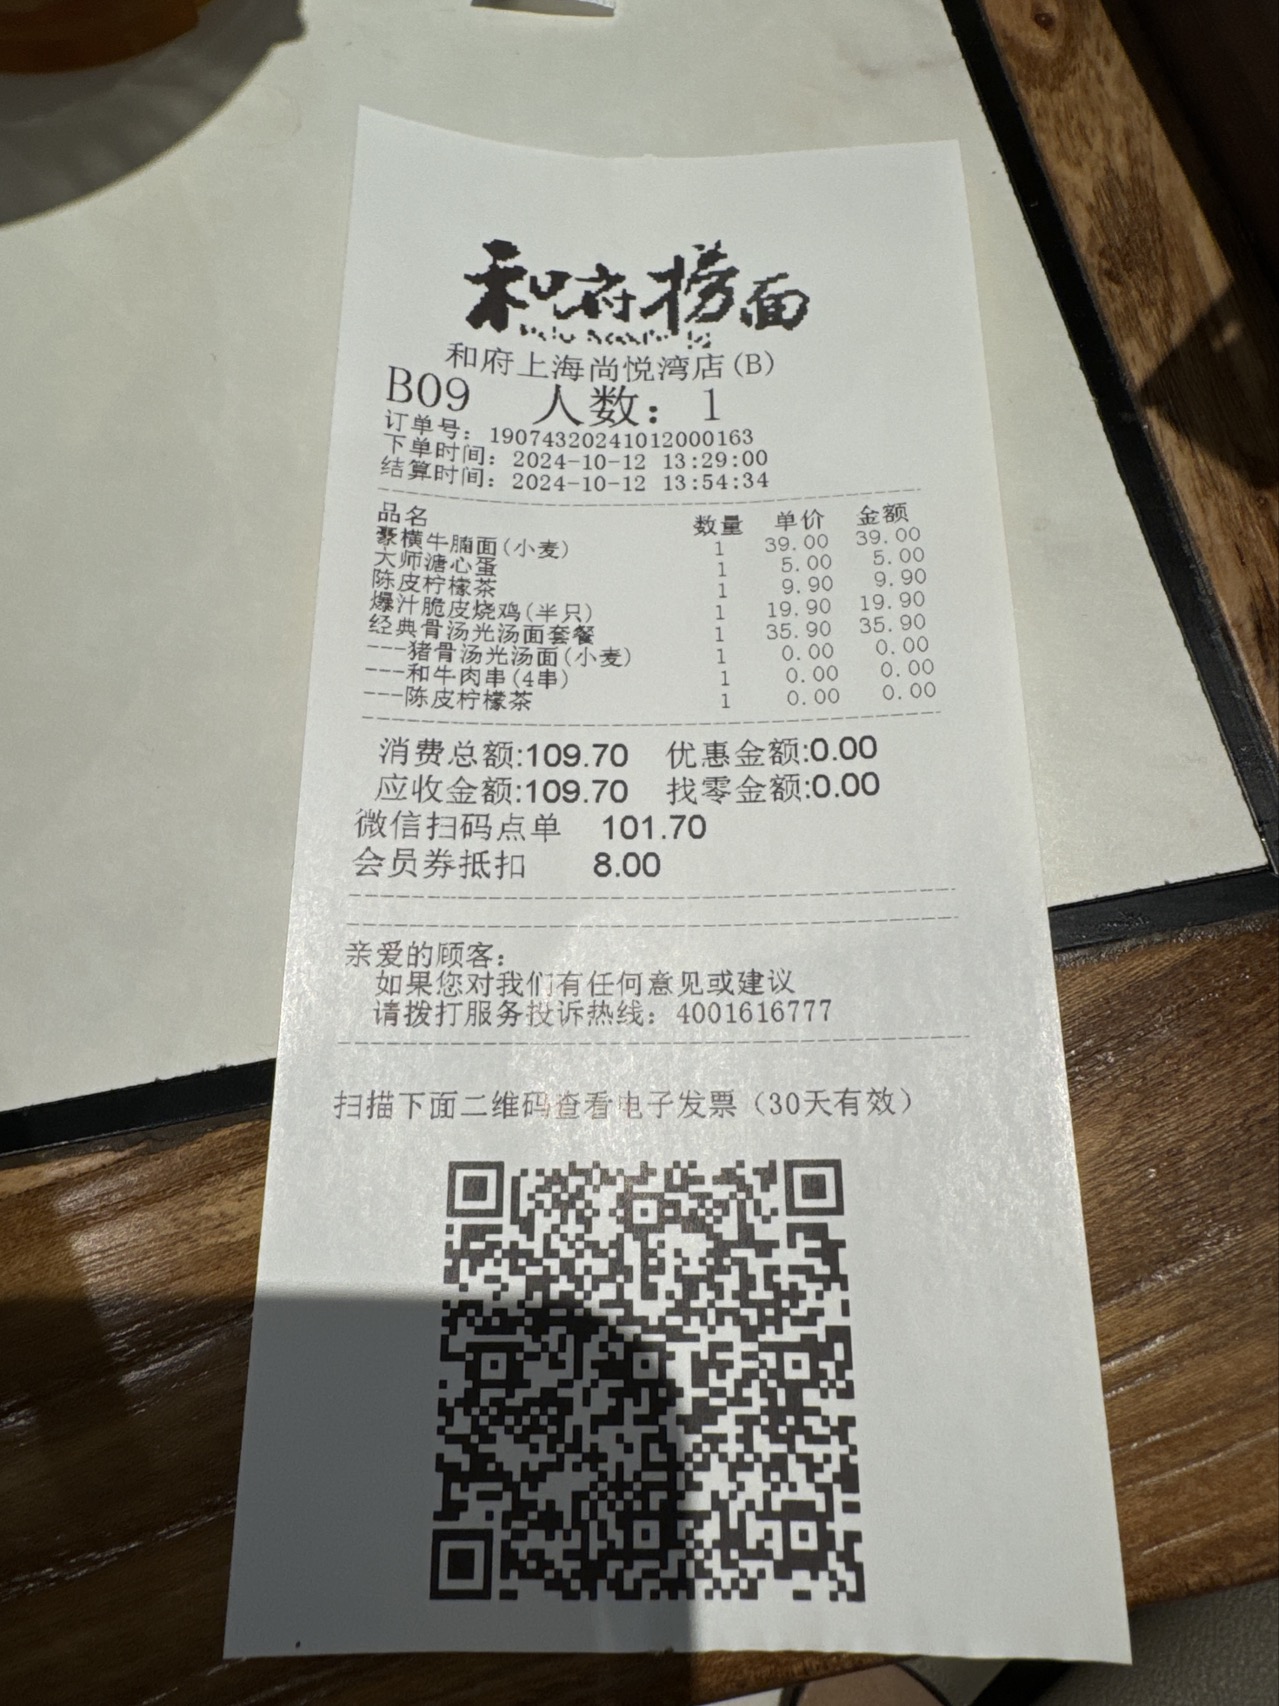 和府捞面
和府上海尚悦湾店(B)
B09 人数：1
订单号：19074320241012000163
下单时间：2024-10-12 13:29:00
结算时间：2024-10-12 13:54:34
品名 数量 单价 金额
豪横牛腩面(小麦) 1 39.00 39.00
大师溏心蛋 1 5.00 5.00
陈皮柠檬茶 1 9.90 9.90
爆汁脆皮烧鸡(半只) 1 19.90 19.90
经典骨汤光汤面套餐 1 35.90 35.90
---猪骨汤光汤面(小麦) 1 0.00 0.00
---和牛肉串(4串) 1 0.00 0.00
---陈皮柠檬茶 1 0.00 0.00
消费总额:109.70 优惠金额:0.00
应收金额:109.70 找零金额:0.00
微信扫码点单 101.70
会员券抵扣 8.00
亲爱的顾客：
如果您对我们有任何意见或建议
请拨打服务投诉热线：4001616777
扫描下面二维码查看电子发票（30天有效）